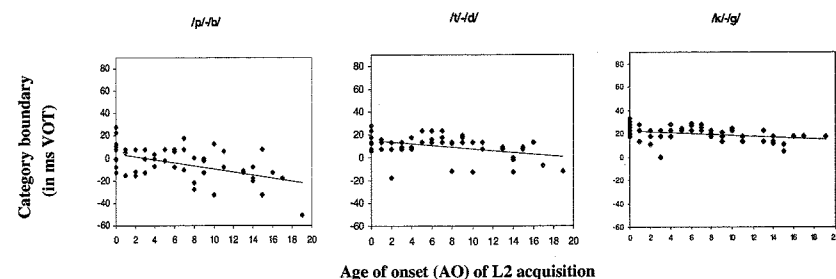 /p/-/b/ /t/-/d/ /k/-/g/
Category boundary
(in ms VOT)
80 80 80
60 60 60
40 40 40
20 20 20
0 0 0
-20 -20 -20
-40 -40 -40
-60 -60 -60
0 2 4 6 8 10 12 14 16 18 20 0 2 4 6 8 10 12 14 16 18 20 0 2 4 6 8 10 12 14 16 18
Age of onset (AO) of L2 acquisition